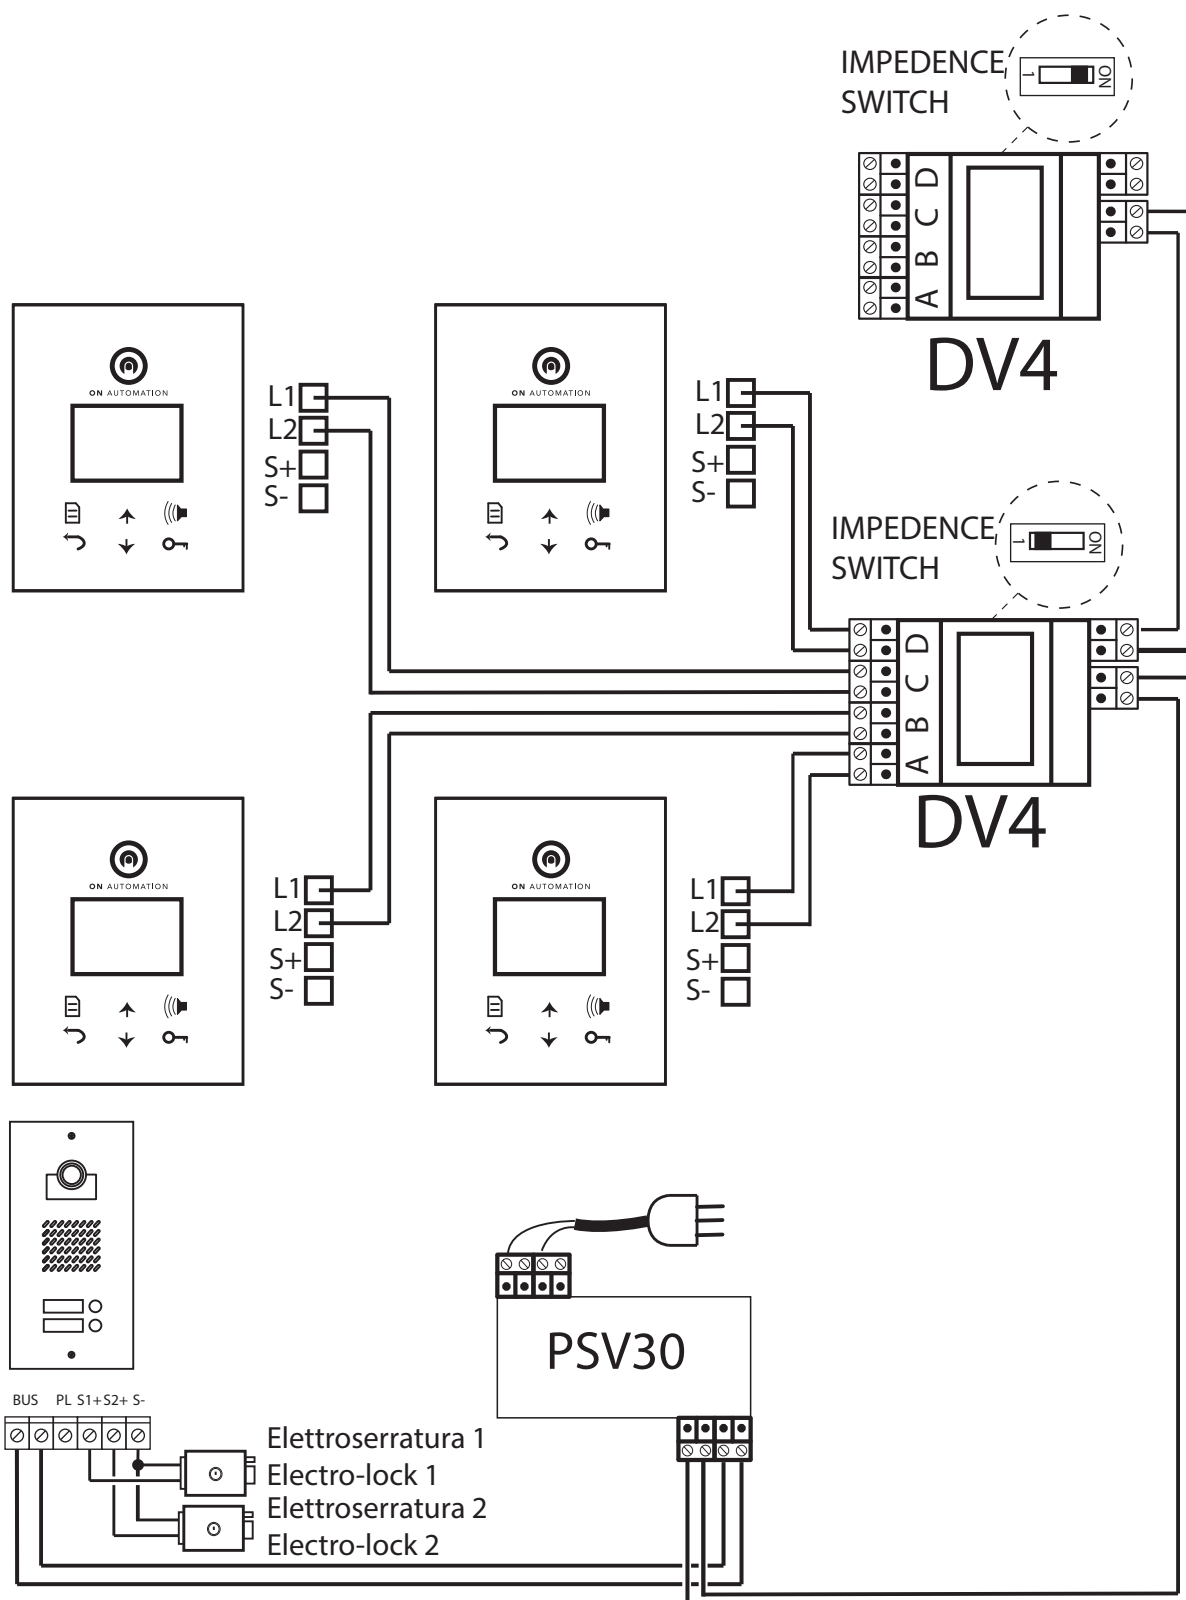 IMPEDENCE
SWITCH
1
ON
D
C
B
A
DV4
ON AUTOMATION
L1
L2
S+
S-
ON AUTOMATION
L1
L2
S+
S-
IMPEDENCE
SWITCH
1
ON
D
C
B
A
DV4
ON AUTOMATION
L1
L2
S+
S-
ON AUTOMATION
L1
L2
S+
S-
PSV30
BUS PL S1+ S2+ S-
Elettroserratura 1
Electro-lock 1
Elettroserratura 2
Electro-lock 2